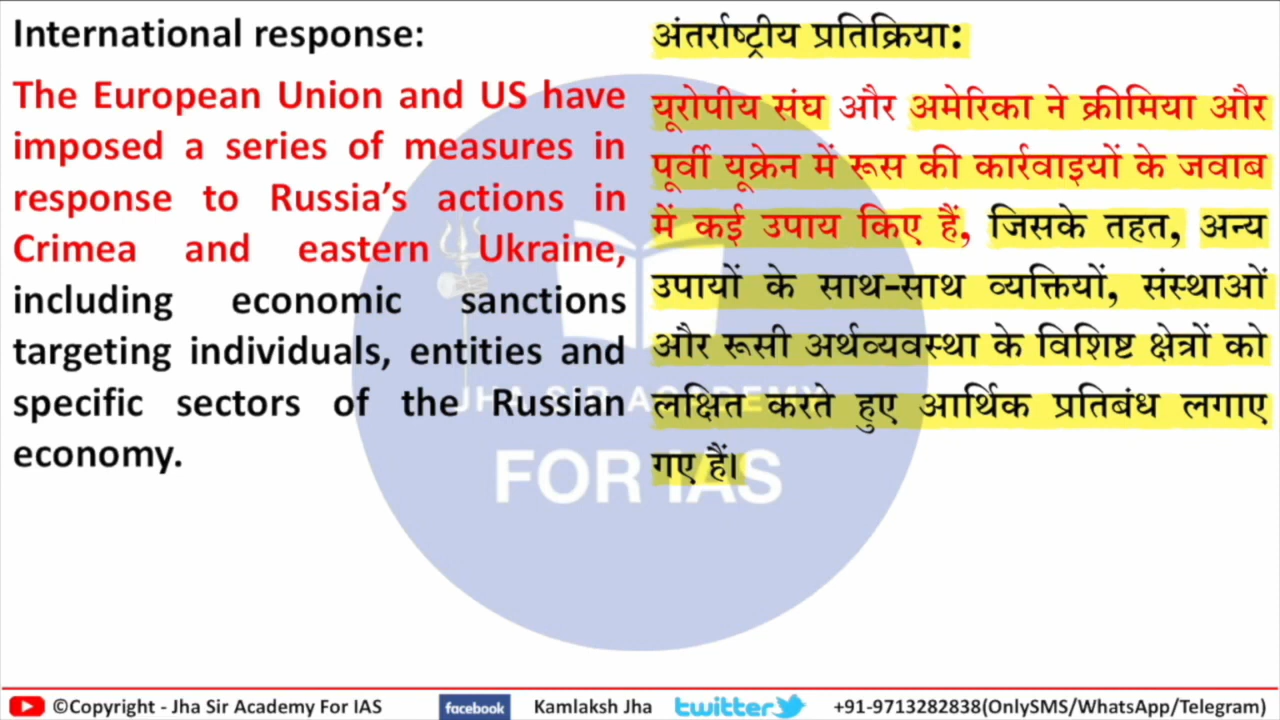 International response:
The European Union and US have
imposed a series of measures in
response to Russia’s actions in
Crimea and eastern Ukraine,
including economic sanctions
targeting individuals, entities and
specific sectors of the Russian
economy.
अंतर्राष्ट्रीय प्रतिक्रिया:
यूरोपीय संघ और अमेरिका ने क्रीमिया और
पूर्वी यूक्रेन में रूस की कार्रवाइयों के जवाब
में कई उपाय किए हैं, जिसके तहत, अन्य
उपायों के साथ-साथ व्यक्तियों, संस्थाओं
और रूसी अर्थव्यवस्था के विशिष्ट क्षेत्रों को
लक्षित करते हुए आर्थिक प्रतिबंध लगाए
गए हैं।
JHA SIR ACADEMY
FOR IAS
©Copyright - Jha Sir Academy For IAS facebook Kamlaksh Jha twitter +91-9713282838(OnlySMS/WhatsApp/Telegram)